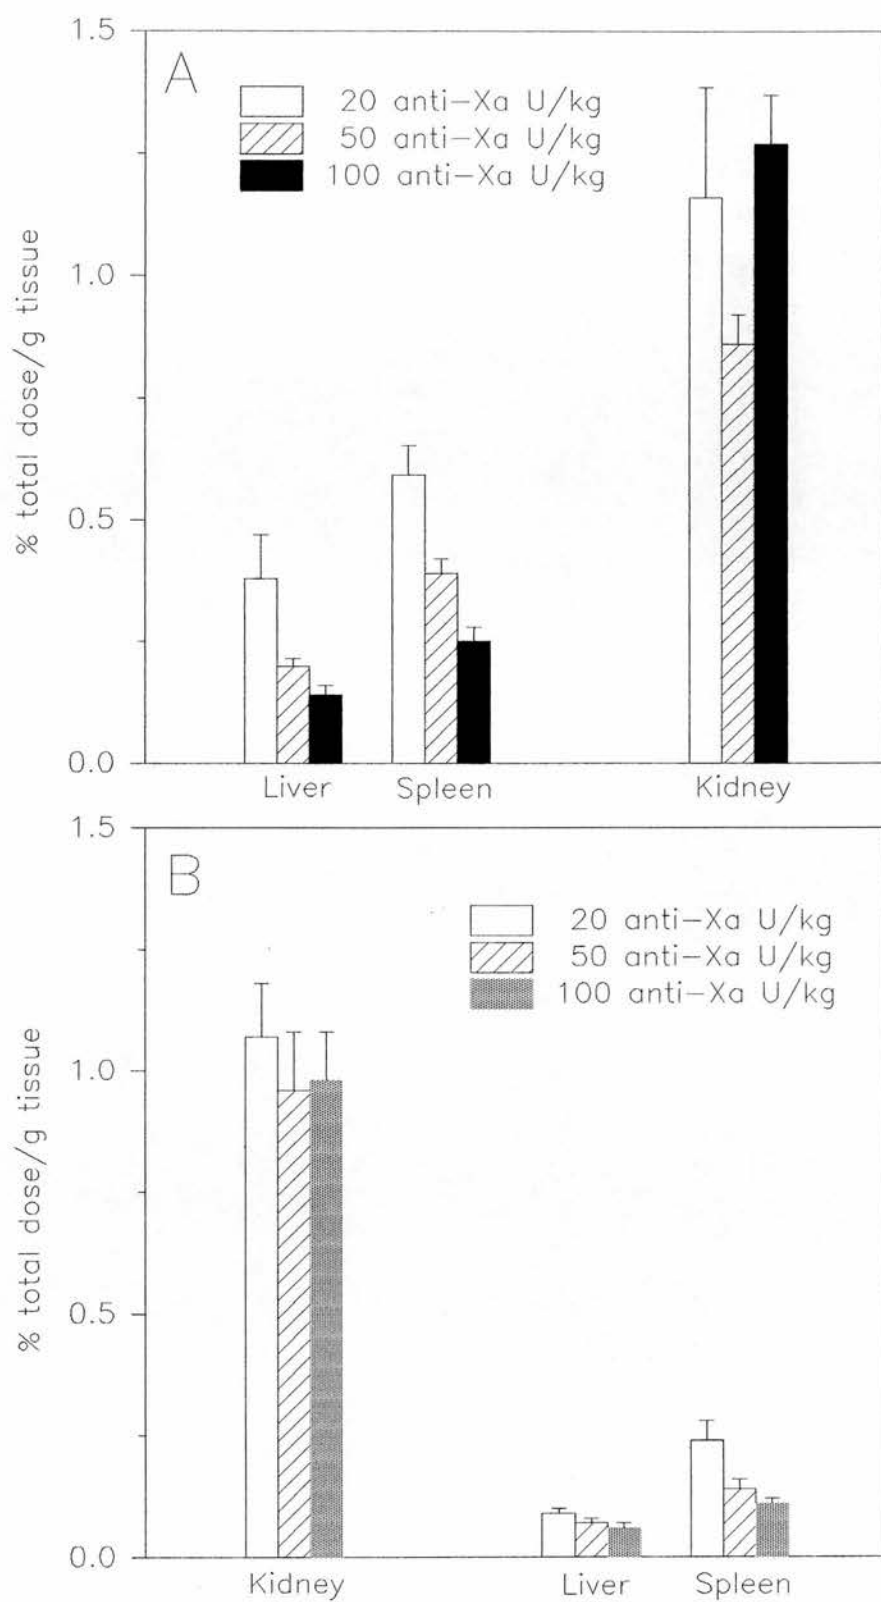 A
20 anti-Xa U/kg
50 anti-Xa U/kg
100 anti-Xa U/kg
% total dose/g tissue
1.5
1.0
0.5
0.0
Liver Spleen Kidney
B
20 anti-Xa U/kg
50 anti-Xa U/kg
100 anti-Xa U/kg
% total dose/g tissue
1.5
1.0
0.5
0.0
Kidney Liver Spleen